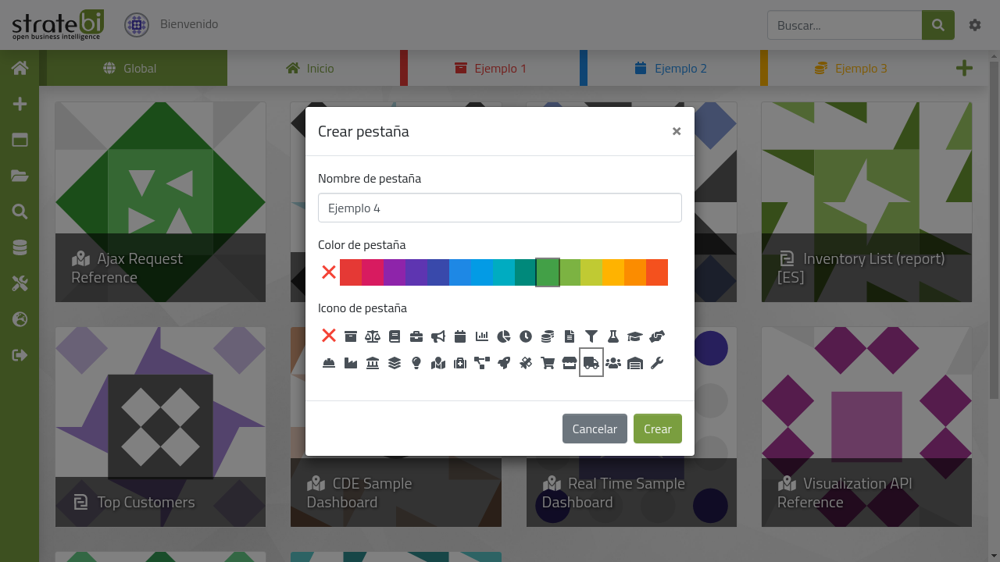 stratebi
open business intelligence
Bienvenido
Buscar...
Global
Inicio
Ejemplo 1
Ejemplo 2
Ejemplo 3
Crear pestaña
×
Nombre de pestaña
Ejemplo 4
Color de pestaña
Icono de pestaña
Cancelar
Crear
Ajax Request
Reference
Inventory List (report)
[ES]
Top Customers
CDE Sample
Dashboard
Real Time Sample
Dashboard
Visualization API
Reference